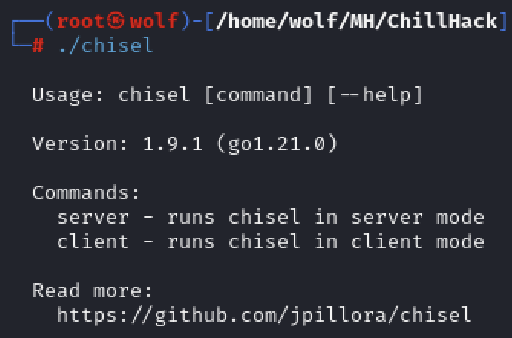 ┌──(root㉿wolf)-[/home/wolf/MH/ChillHack]
└─# ./chisel
Usage: chisel [command] [--help]
Version: 1.9.1 (go1.21.0)
Commands:
server - runs chisel in server mode
client - runs chisel in client mode
Read more:
https://github.com/jpillora/chisel